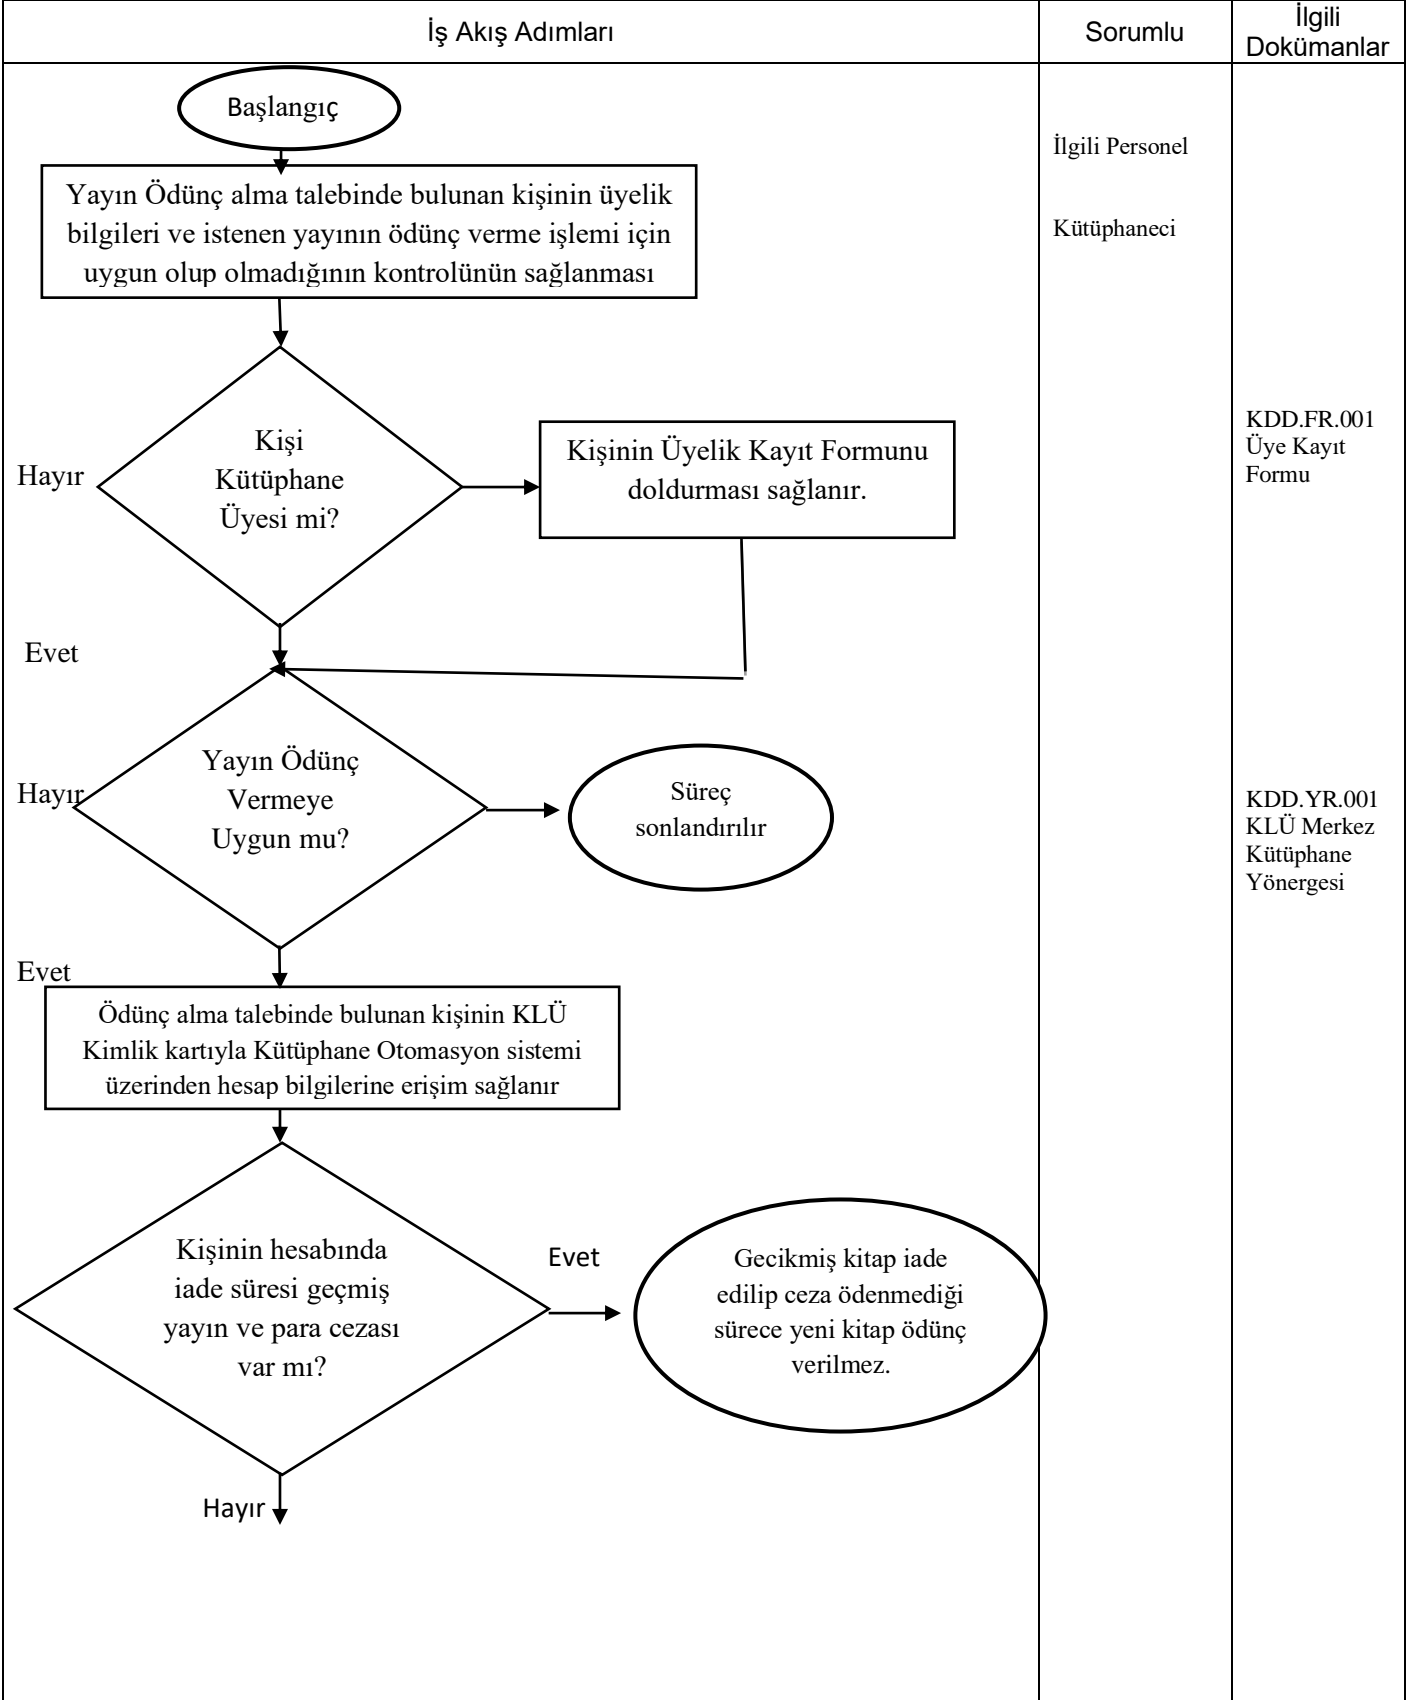 İş Akış Adımları
Sorumlu
İlgili
Dokümanlar
Başlangıç
İlgili Personel
Yayın Ödünç alma talebinde bulunan kişinin üyelik
bilgileri ve istenen yayının ödünç verme işlemi için
uygun olup olmadığının kontrolünün sağlanması
Kütüphaneci
Kişi
Kütüphane
Üyesi mi?
Hayır
Kişinin Üyelik Kayıt Formunu
doldurması sağlanır.
KDD.FR.001
Üye Kayıt
Formu
Evet
Yayın Ödünç
Vermeye
Uygun mu?
Hayır
Süreç
sonlandırılır
KDD.YR.001
KLÜ Merkez
Kütüphane
Yönergesi
Evet
Ödünç alma talebinde bulunan kişinin KLÜ
Kimlik kartıyla Kütüphane Otomasyon sistemi
üzerinden hesap bilgilerine erişim sağlanır
Kişinin hesabında
iade süresi geçmiş
yayın ve para cezası
var mı?
Evet
Gecikmiş kitap iade
edilip ceza ödenmediği
sürece yeni kitap ödünç
verilmez.
Hayır